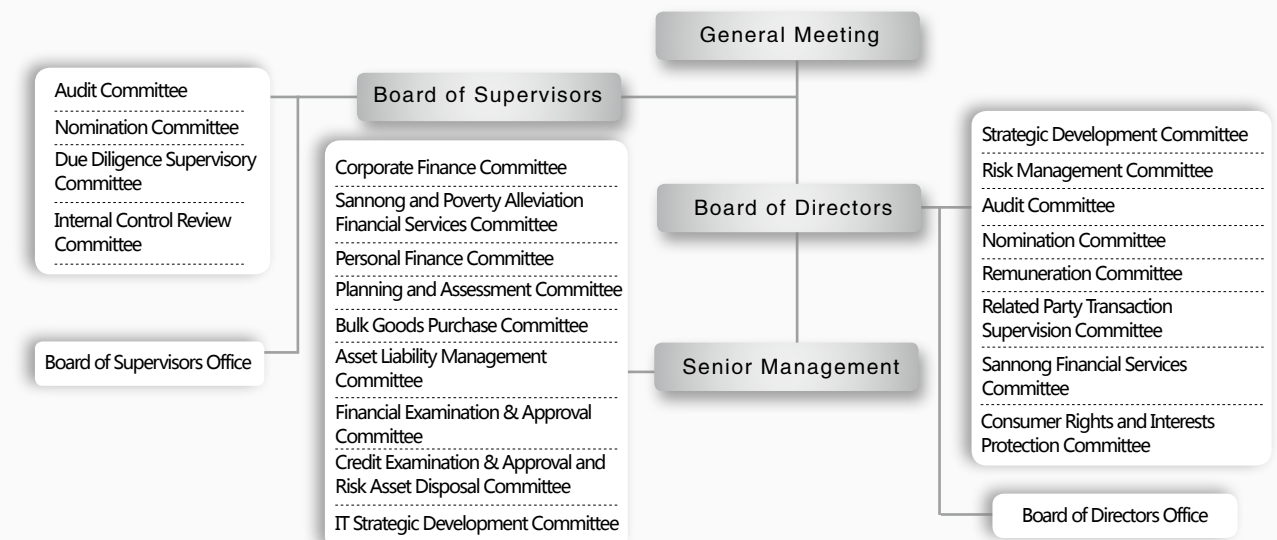 General Meeting
Board of Supervisors
Audit Committee
Nomination Committee
Due Diligence Supervisory
Committee
Internal Control Review
Committee
Board of Supervisors Office
Board of Directors
Strategic Development Committee
Risk Management Committee
Audit Committee
Nomination Committee
Remuneration Committee
Related Party Transaction
Supervision Committee
Sannong Financial Services
Committee
Consumer Rights and Interests
Protection Committee
Board of Directors Office
Senior Management
Corporate Finance Committee
Sannong and Poverty Alleviation
Financial Services Committee
Personal Finance Committee
Planning and Assessment Committee
Bulk Goods Purchase Committee
Asset Liability Management
Committee
Financial Examination & Approval
Committee
Credit Examination & Approval and
Risk Asset Disposal Committee
IT Strategic Development Committee